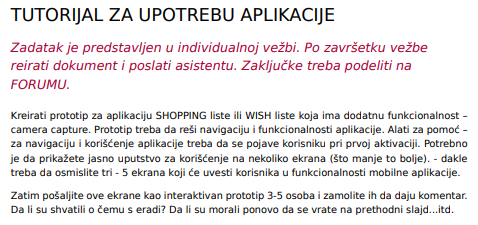 TUTORIJAL ZA UPOTREBU APLIKACIJE
Zadatak je predstavljen u individualnoj vežbi. Po završetku vežbe
reirati dokument i poslati asistentu. Zaključke treba podeliti na
FORUMU.
Kreirati prototip za aplikaciju SHOPPING liste ili WISH liste koja ima dodatnu funkcionalnost –
camera capture. Prototip treba da reši navigaciju i funkcionalnosti aplikacije. Alati za pomoć –
za navigaciju i korišćenje aplikacije treba da se pojave korisniku pri prvoj aktivaciji. Potrebno
je da prikažete jasno uputstvo za korišćenje na nekoliko ekrana (što manje to bolje). - dakle
treba da osmislite tri - 5 ekrana koji će uvesti korisnika u funkcionalnosti mobilne aplikacije.
Zatim pošaljite ove ekrane kao interaktivan prototip 3-5 osoba i zamolite ih da daju komentar.
Da li su shvatili o čemu s eradi? Da li su morali ponovo da se vrate na prethodni slajd...itd.